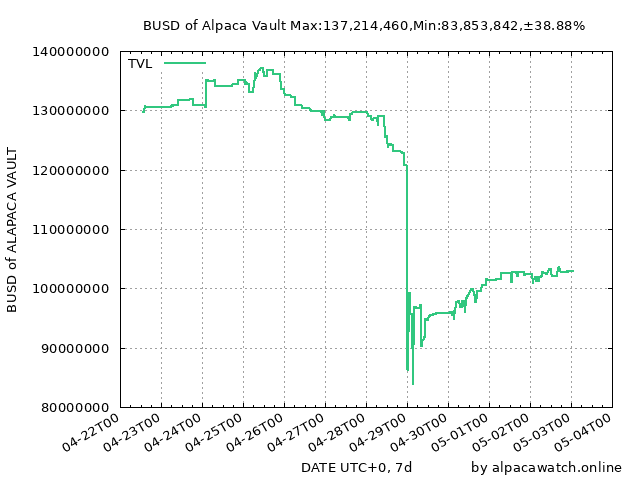 BUSD of Alpaca Vault Max:137,214,460,Min:83,853,842,±38.88%
TVL
140000000
130000000
120000000
110000000
100000000
90000000
80000000
BUSD of ALAPACA VAULT
04-22T00
04-23T00
04-24T00
04-25T00
04-26T00
04-27T00
04-28T00
04-29T00
04-30T00
05-01T00
05-02T00
05-03T00
05-04T00
DATE UTC+0, 7d
by alpacawatch.online